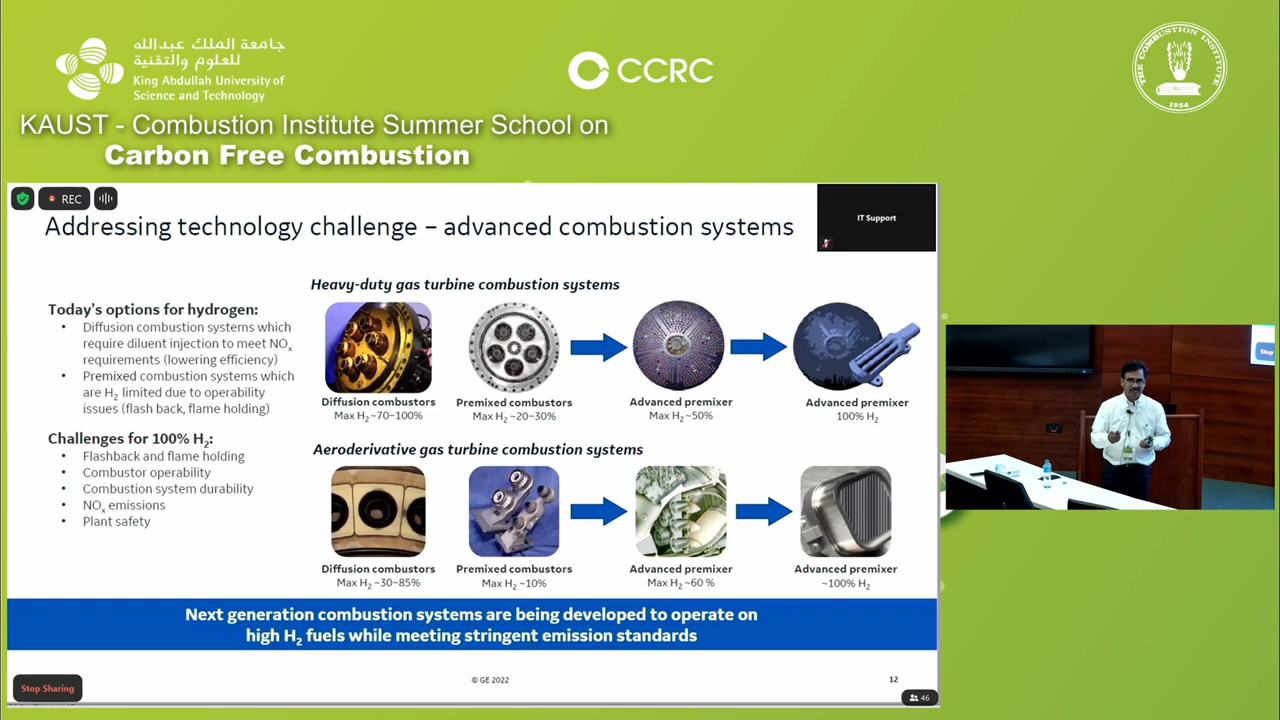 جامعة الملك عبدالله
للعلوم والتقنية
King Abdullah University of
Science and Technology
CCRC
THE COMBUSTION INSTITUTE
1954
KAUST - Combustion Institute Summer School on
Carbon Free Combustion
REC
IT Support
Addressing technology challenge – advanced combustion systems
Today's options for hydrogen:
• Diffusion combustion systems which
require diluent injection to meet NOx
requirements (lowering efficiency)
• Premixed combustion systems which
are H2 limited due to operability
issues (flash back, flame holding)
Challenges for 100% H2:
• Flashback and flame holding
• Combustor operability
• Combustion system durability
• NOx emissions
• Plant safety
Heavy-duty gas turbine combustion systems
Diffusion combustors
Max H2 ~70–100%
Premixed combustors
Max H2 ~20–30%
Advanced premixer
Max H2 ~50%
Advanced premixer
100% H2
Aeroderivative gas turbine combustion systems
Diffusion combustors
Max H2 ~30–85%
Premixed combustors
Max H2 ~10%
Advanced premixer
Max H2 ~60 %
Advanced premixer
~100% H2
Next generation combustion systems are being developed to operate on
high H2 fuels while meeting stringent emission standards
© GE 2022
12
Stop Sharing
46
Stop